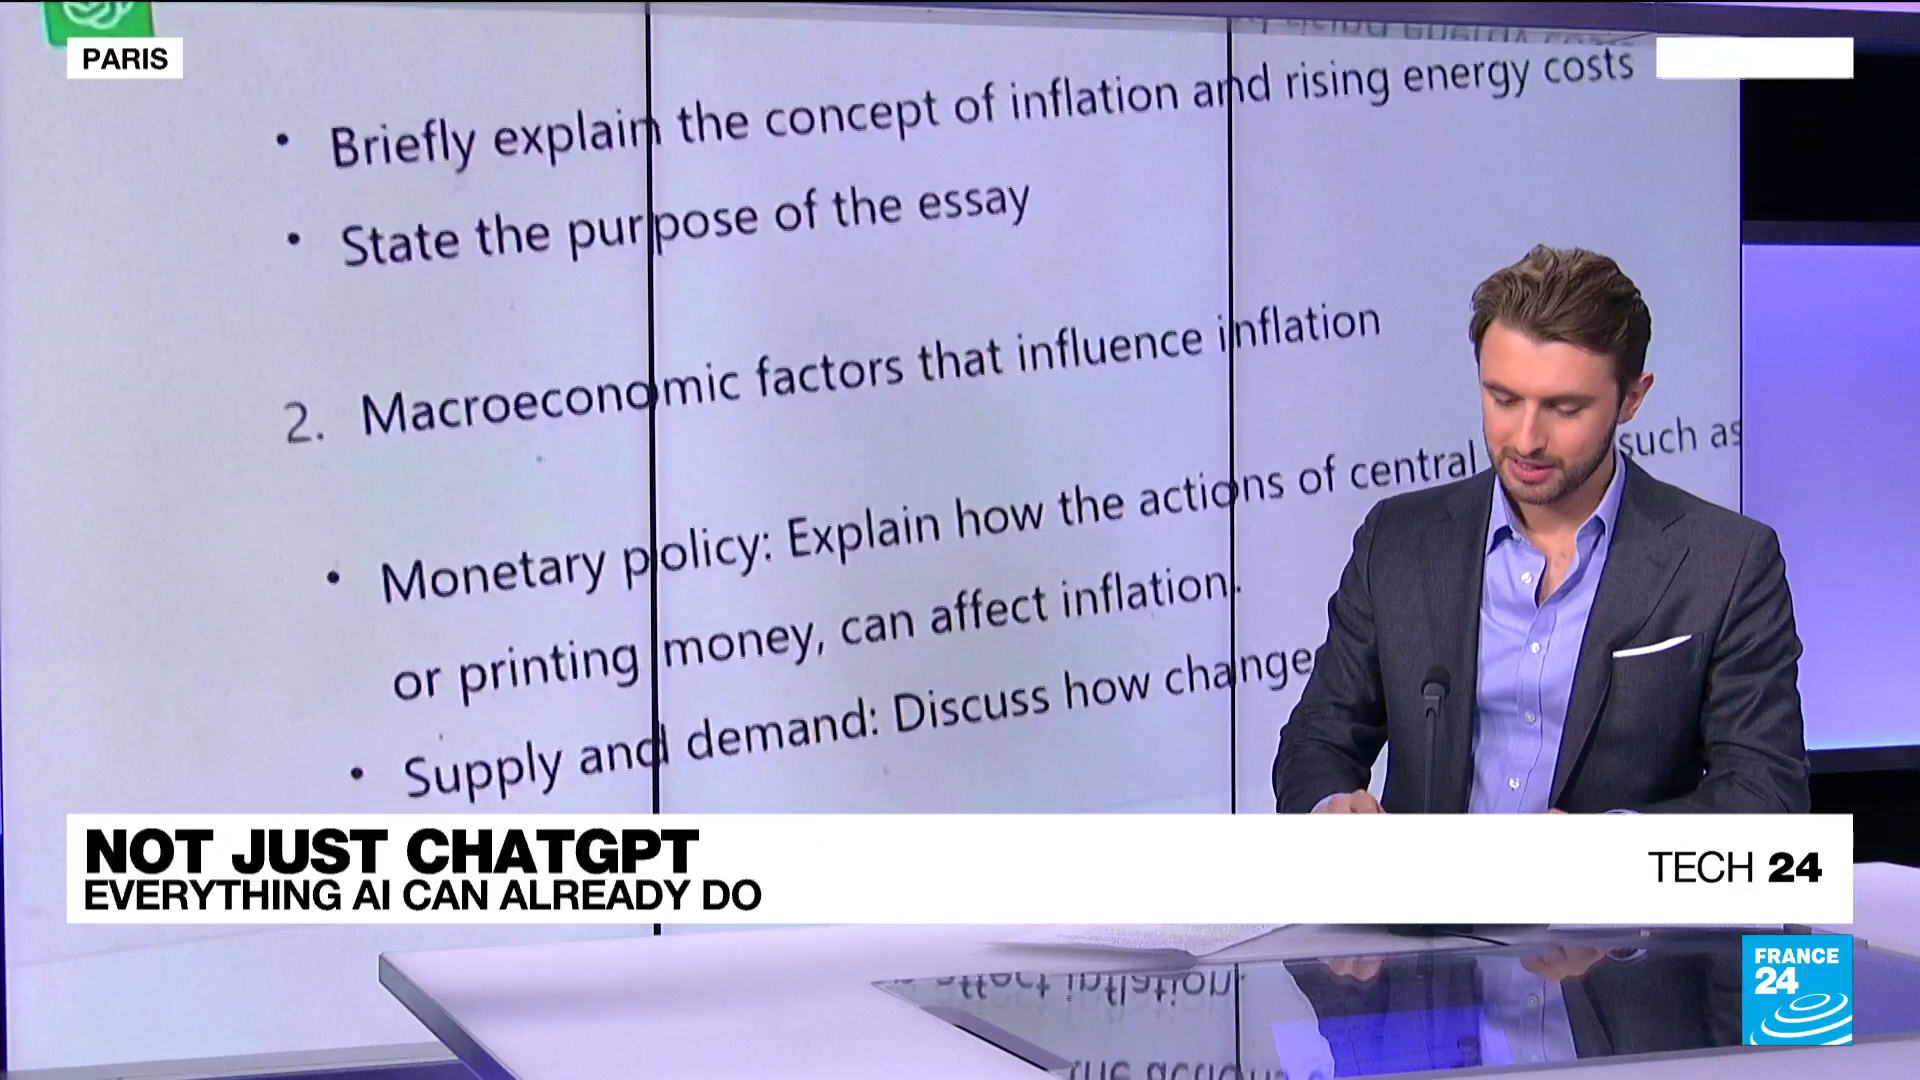 PARIS
• Briefly explain the concept of inflation and rising energy costs
• State the purpose of the essay
2. Macroeconomic factors that influence inflation
• Monetary policy: Explain how the actions of central such as
or printing money, can affect inflation.
• Supply and demand: Discuss how change
NOT JUST CHATGPT
EVERYTHING AI CAN ALREADY DO
TECH 24
FRANCE
24